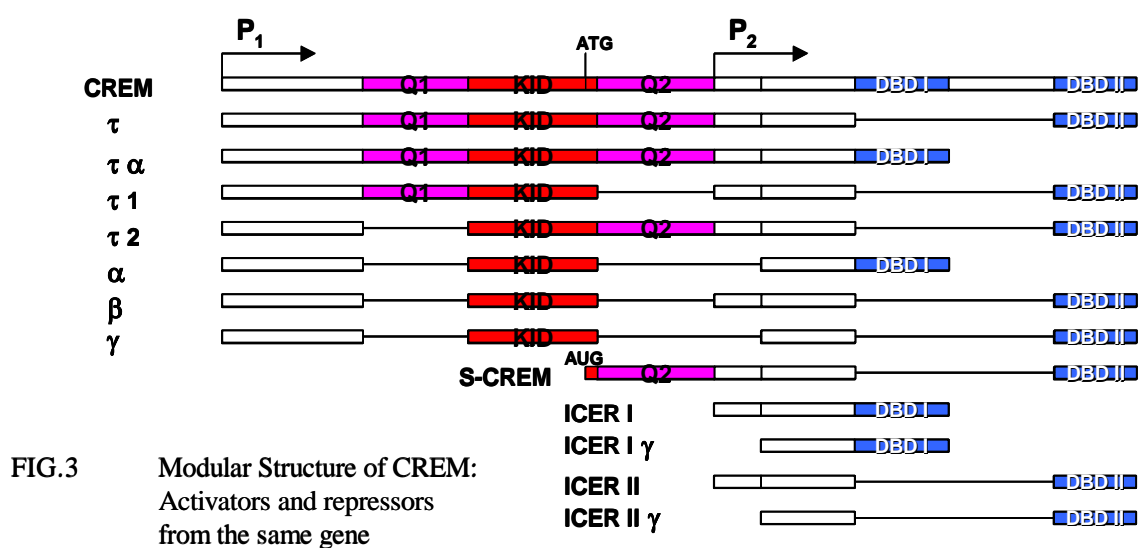 P1 P2
ATG
CREM Q1 KID Q2 DBD I DBD II
τ Q1 KID Q2 DBD II
τ α Q1 KID Q2 DBD I
τ 1 Q1 KID DBD II
τ 2 KID Q2 DBD II
α KID DBD I
β KID DBD II
γ KID DBD II
AUG
S-CREM Q2 DBD II
ICER I DBD I
ICER I γ DBD I
ICER II DBD II
ICER II γ DBD II
FIG.3 Modular Structure of CREM:
Activators and repressors
from the same gene